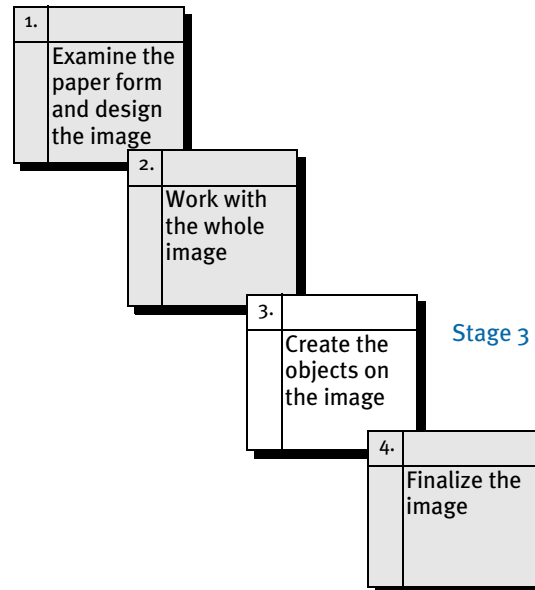 1.
Examine the
paper form
and design
the image
2.
Work with
the whole
image
3.
Create the
objects on
the image
Stage 3
4.
Finalize the
image